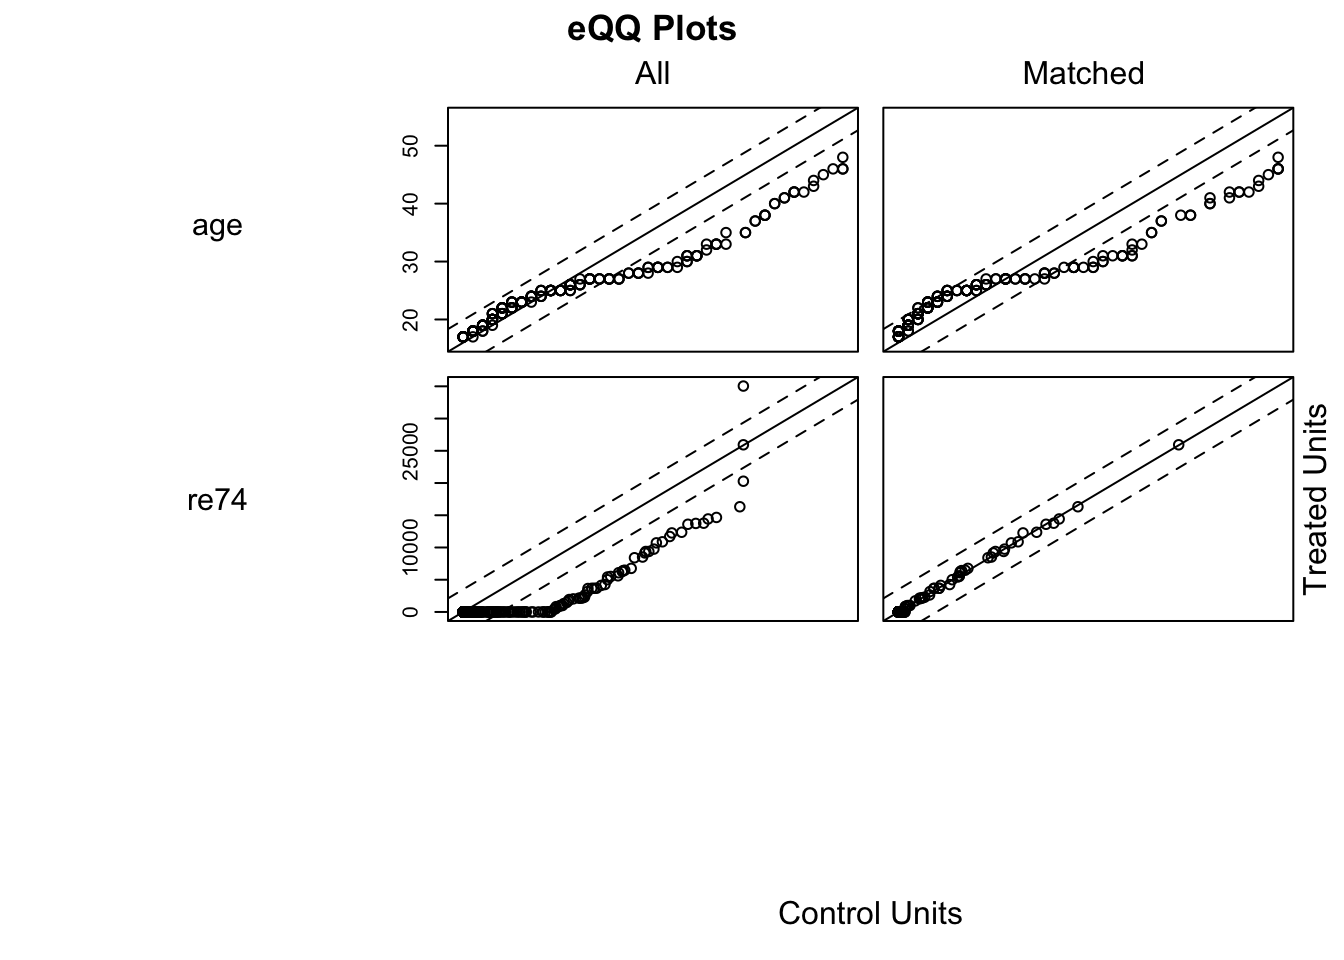 eQQ Plots
All
Matched
age
50
40
30
20
re74
25000
10000
0
Treated Units
Control Units